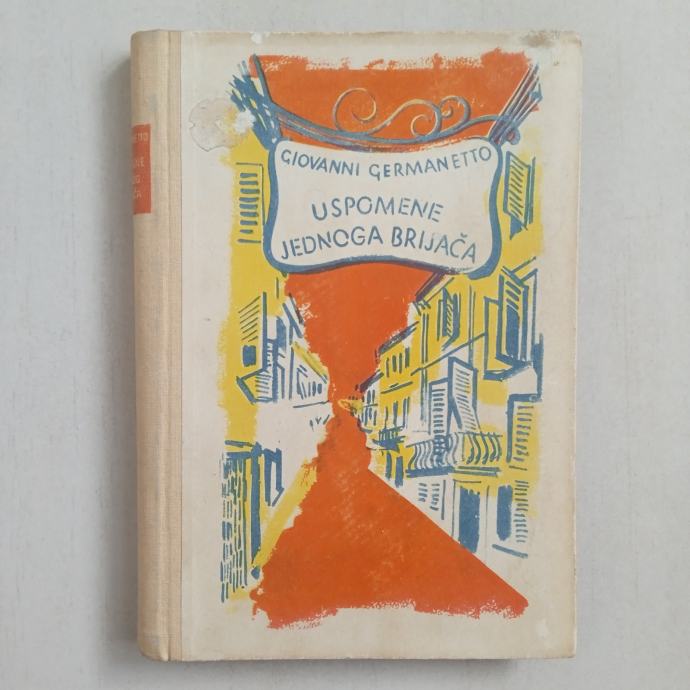 GIOVANNI GERMANETTO
USPOMENE
JEDNOGA BRIJAČA